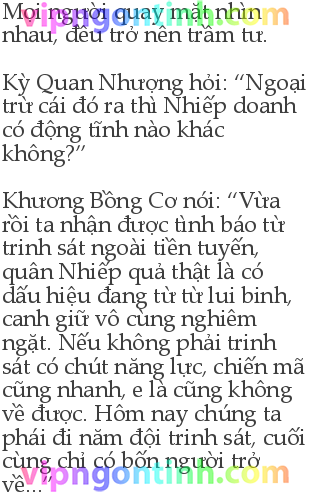 Mọi người quay mặt nhìn
nhau, đều trở nên trầm tư.
Kỳ Quan Nhượng hỏi: “Ngoại
trừ cái đó ra thì Nhiếp doanh
có động tĩnh nào khác
không?”
Khương Bồng Cơ nói: “Vừa
rồi ta nhận được tình báo từ
trinh sát ngoài tiền tuyến,
quân Nhiếp quả thật là có
dấu hiệu đang từ từ lui binh,
canh giữ vô cùng nghiêm
ngặt. Nếu không phải trinh
sát có chút năng lực, chiến mã
cũng nhanh, e là cũng không
về được. Hôm nay chúng ta
phái đi năm đội trinh sát, cuối
cùng chỉ có bốn người trở
về...”
vipngontinh.com
vipngontinh.com